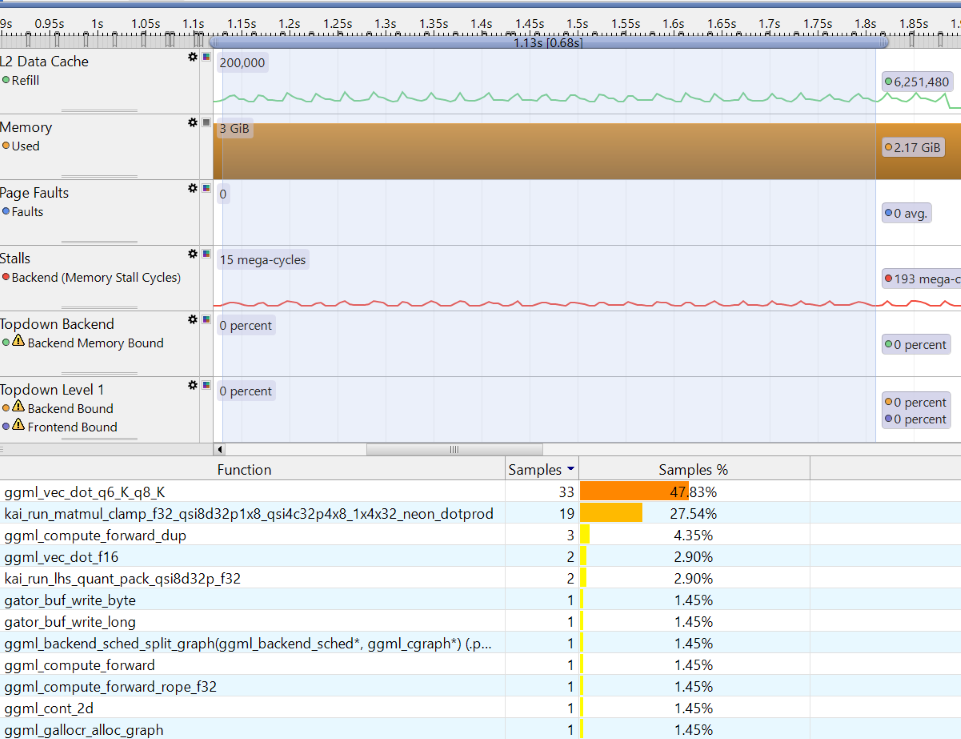 9s 0.95s 1s 1.05s 1.1s 1.15s 1.2s 1.25s 1.3s 1.35s 1.4s 1.45s 1.5s 1.55s 1.6s 1.65s 1.7s 1.75s 1.8s 1.85s 1.9
1.13s [0.68s]
L2 Data Cache
200,000
Refill
6,251,480
Memory
3 GiB
Used
2.17 GiB
Page Faults
0
Faults
0 avg.
Stalls
15 mega-cycles
Backend (Memory Stall Cycles)
193 mega-c
Topdown Backend
0 percent
Backend Memory Bound
0 percent
Topdown Level 1
0 percent
Backend Bound
0 percent
Frontend Bound
0 percent
Function Samples Samples %
ggml_vec_dot_q6_K_q8_K 33 47.83%
kai_run_matmul_clamp_f32_qsi8d32p1x8_qsi4c32p4x8_1x4x32_neon_dotprod 19 27.54%
ggml_compute_forward_dup 3 4.35%
ggml_vec_dot_f16 2 2.90%
kai_run_lhs_quant_pack_qsi8d32p_f32 2 2.90%
gator_buf_write_byte 1 1.45%
gator_buf_write_long 1 1.45%
ggml_backend_sched_split_graph(ggml_backend_sched*, ggml_cgraph*) (.p... 1 1.45%
ggml_compute_forward 1 1.45%
ggml_compute_forward_rope_f32 1 1.45%
ggml_cont_2d 1 1.45%
ggml_gallocr_alloc_graph 1 1.45%